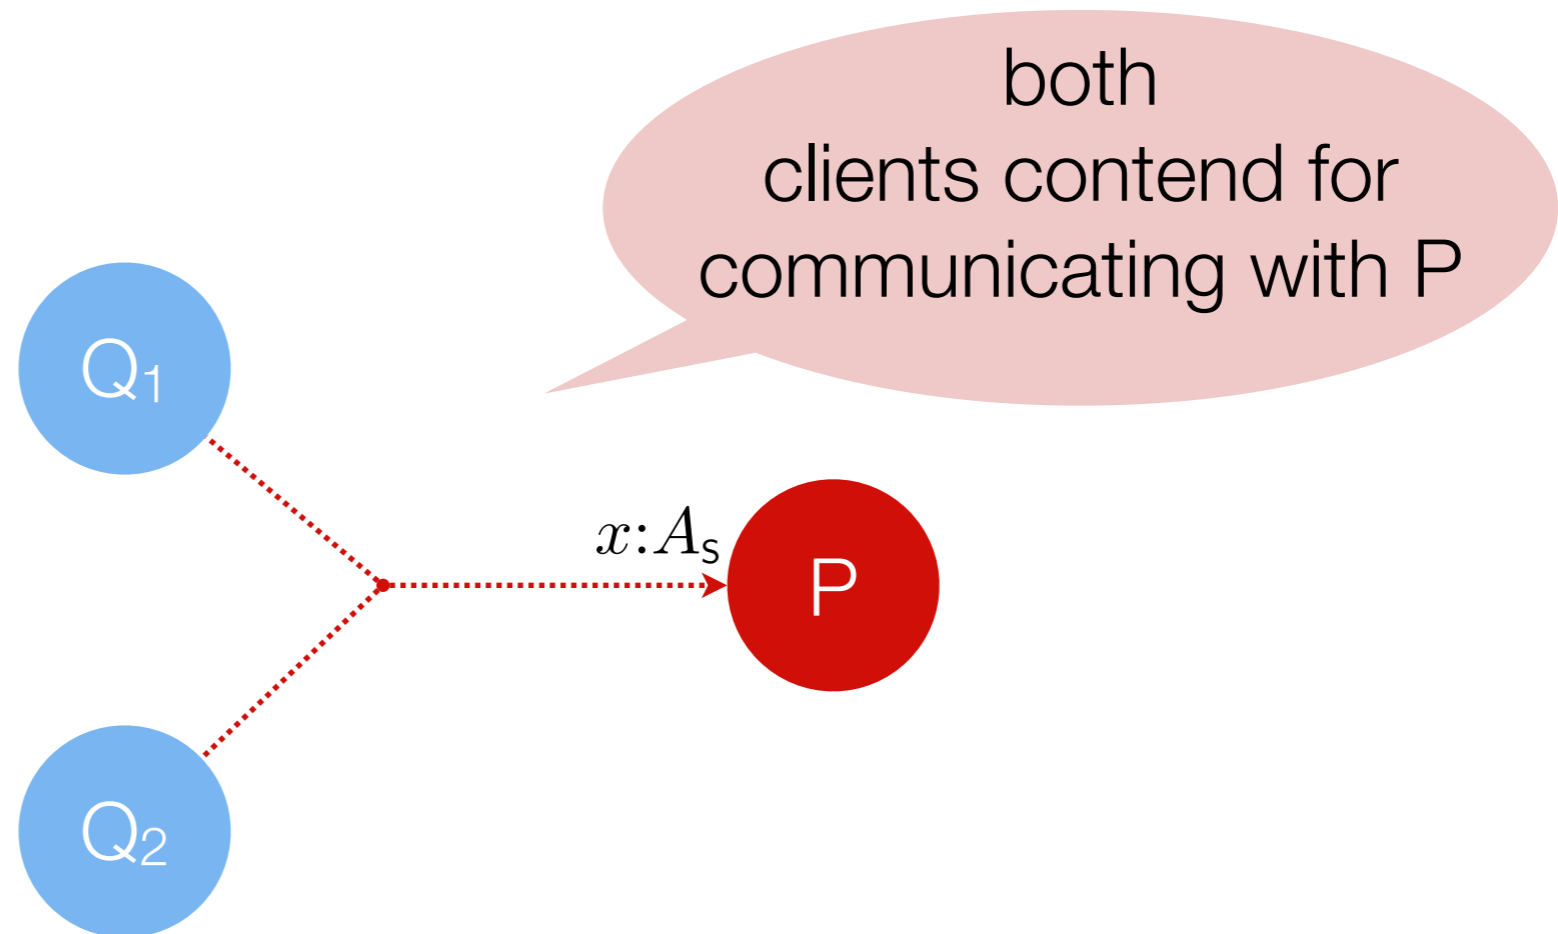 both
clients contend for
communicating with P
Q₁
x:Aₛ
P
Q₂